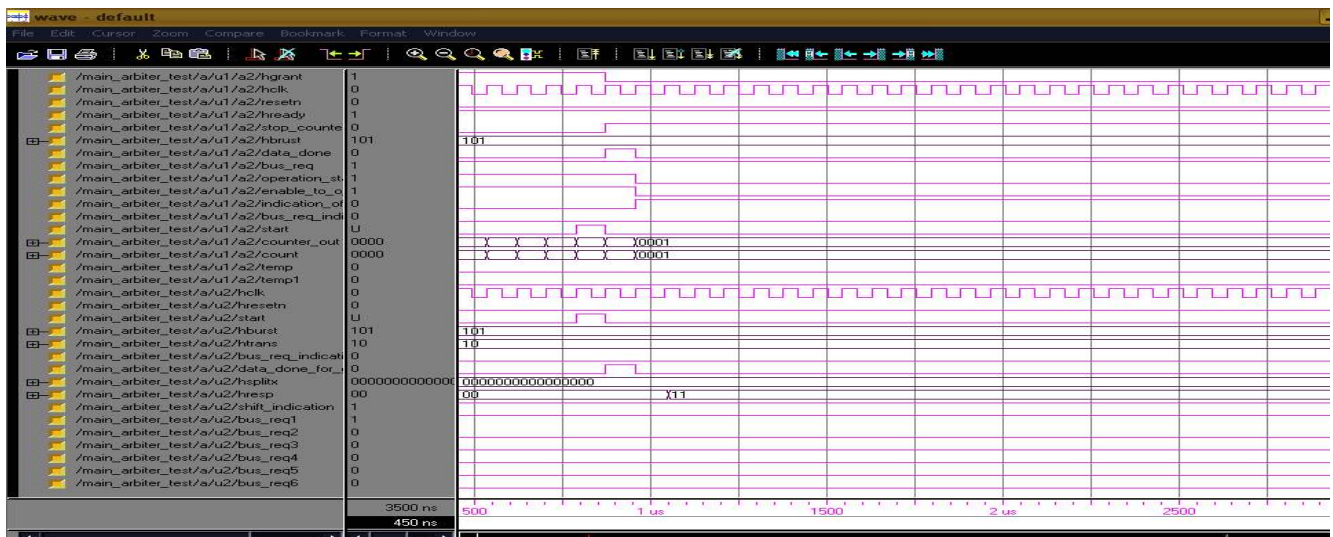 wave - default
File Edit Cursor Zoom Compare Bookmark Format Window
/main_arbiter_test/a/u1/a2/hgrant 1
/main_arbiter_test/a/u1/a2/hclk 0
/main_arbiter_test/a/u1/a2/resetn 0
/main_arbiter_test/a/u1/a2/hready 1
/main_arbiter_test/a/u1/a2/stop_counte 0
/main_arbiter_test/a/u1/a2/hbrust 101 101
/main_arbiter_test/a/u1/a2/data_done 0
/main_arbiter_test/a/u1/a2/bus_req 1
/main_arbiter_test/a/u1/a2/operation_st 1
/main_arbiter_test/a/u1/a2/enable_to_o 1
/main_arbiter_test/a/u1/a2/indication_of 0
/main_arbiter_test/a/u1/a2/bus_req_indi 0
/main_arbiter_test/a/u1/a2/start U
/main_arbiter_test/a/u1/a2/counter_out 0000 0001
/main_arbiter_test/a/u1/a2/count 0000 0001
/main_arbiter_test/a/u1/a2/temp 0
/main_arbiter_test/a/u1/a2/temp1 0
/main_arbiter_test/a/u2/hclk 0
/main_arbiter_test/a/u2/hresetn 0
/main_arbiter_test/a/u2/start U
/main_arbiter_test/a/u2/hburst 101 101
/main_arbiter_test/a/u2/htrans 10 10
/main_arbiter_test/a/u2/bus_req_indicati 0
/main_arbiter_test/a/u2/data_done_for_ 0
/main_arbiter_test/a/u2/hsplitx 0000000000000 0000000000000000
/main_arbiter_test/a/u2/hresp 00 00 11
/main_arbiter_test/a/u2/shift_indication 1
/main_arbiter_test/a/u2/bus_req1 1
/main_arbiter_test/a/u2/bus_req2 0
/main_arbiter_test/a/u2/bus_req3 0
/main_arbiter_test/a/u2/bus_req4 0
/main_arbiter_test/a/u2/bus_req5 0
/main_arbiter_test/a/u2/bus_req6 0
3500 ns 500 1 us 1500 2 us 2500
450 ns